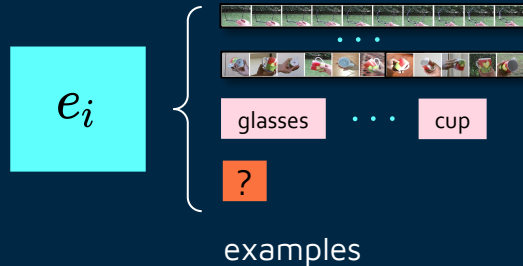 e_i
. . .
glasses . . . cup
?
examples